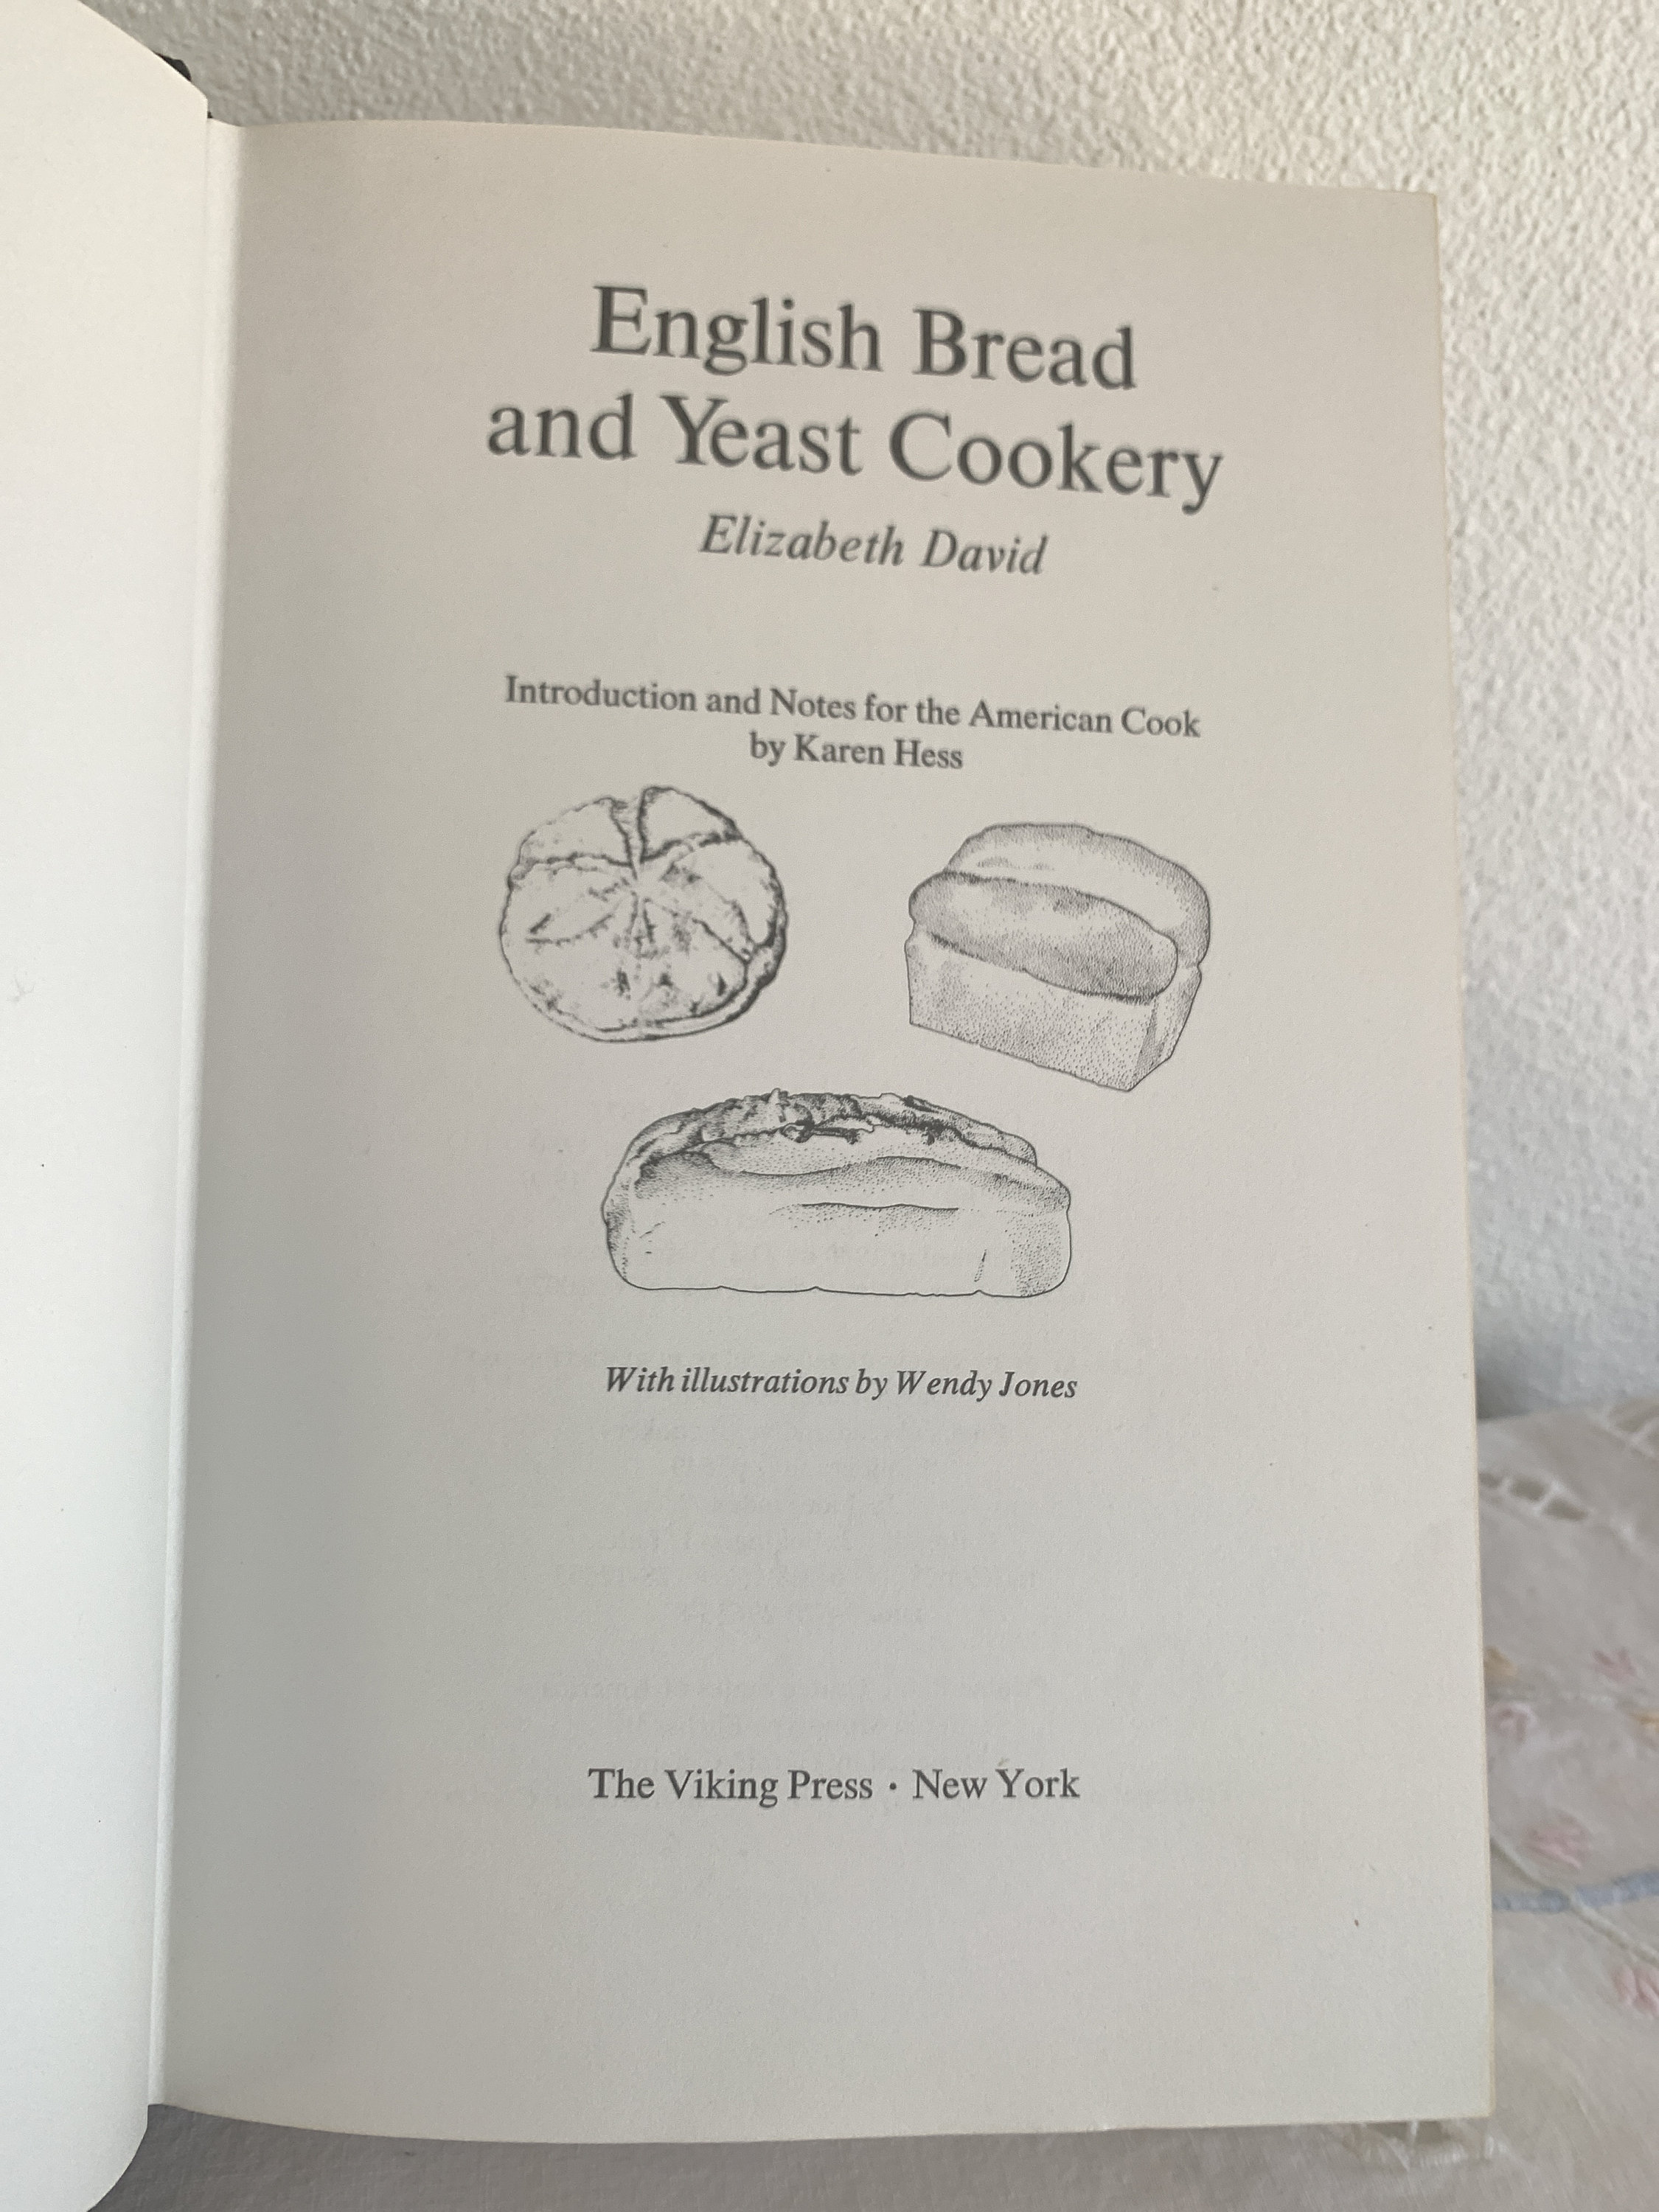 English Bread
and Yeast Cookery
Elizabeth David
Introduction and Notes for the American Cook
by Karen Hess
With illustrations by Wendy Jones
The Viking Press · New York